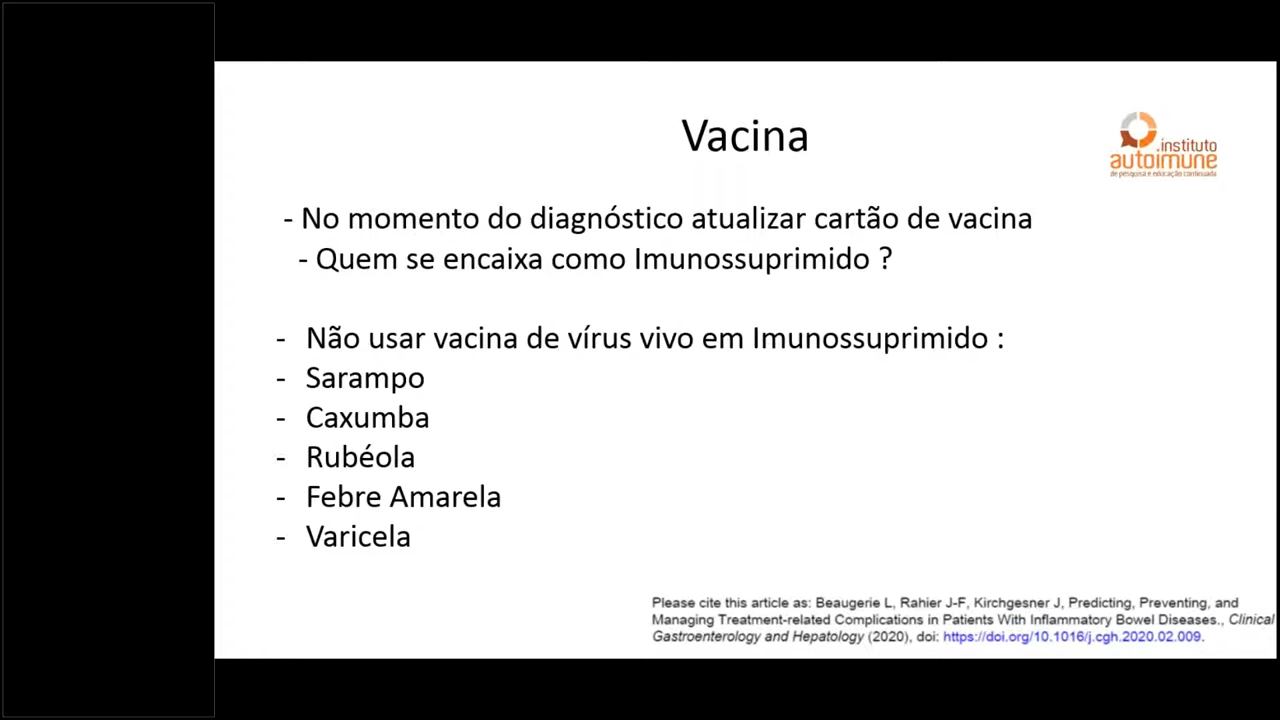 Vacina
.instituto
autoimune
de pesquisa e educação continuada
- No momento do diagnóstico atualizar cartão de vacina
- Quem se encaixa como Imunossuprimido ?
- Não usar vacina de vírus vivo em Imunossuprimido :
- Sarampo
- Caxumba
- Rubéola
- Febre Amarela
- Varicela
Please cite this article as: Beaugerie L, Rahier J-F, Kirchgesner J, Predicting, Preventing, and
Managing Treatment-related Complications in Patients With Inflammatory Bowel Diseases., Clinical
Gastroenterology and Hepatology (2020), doi: https://doi.org/10.1016/j.cgh.2020.02.009.